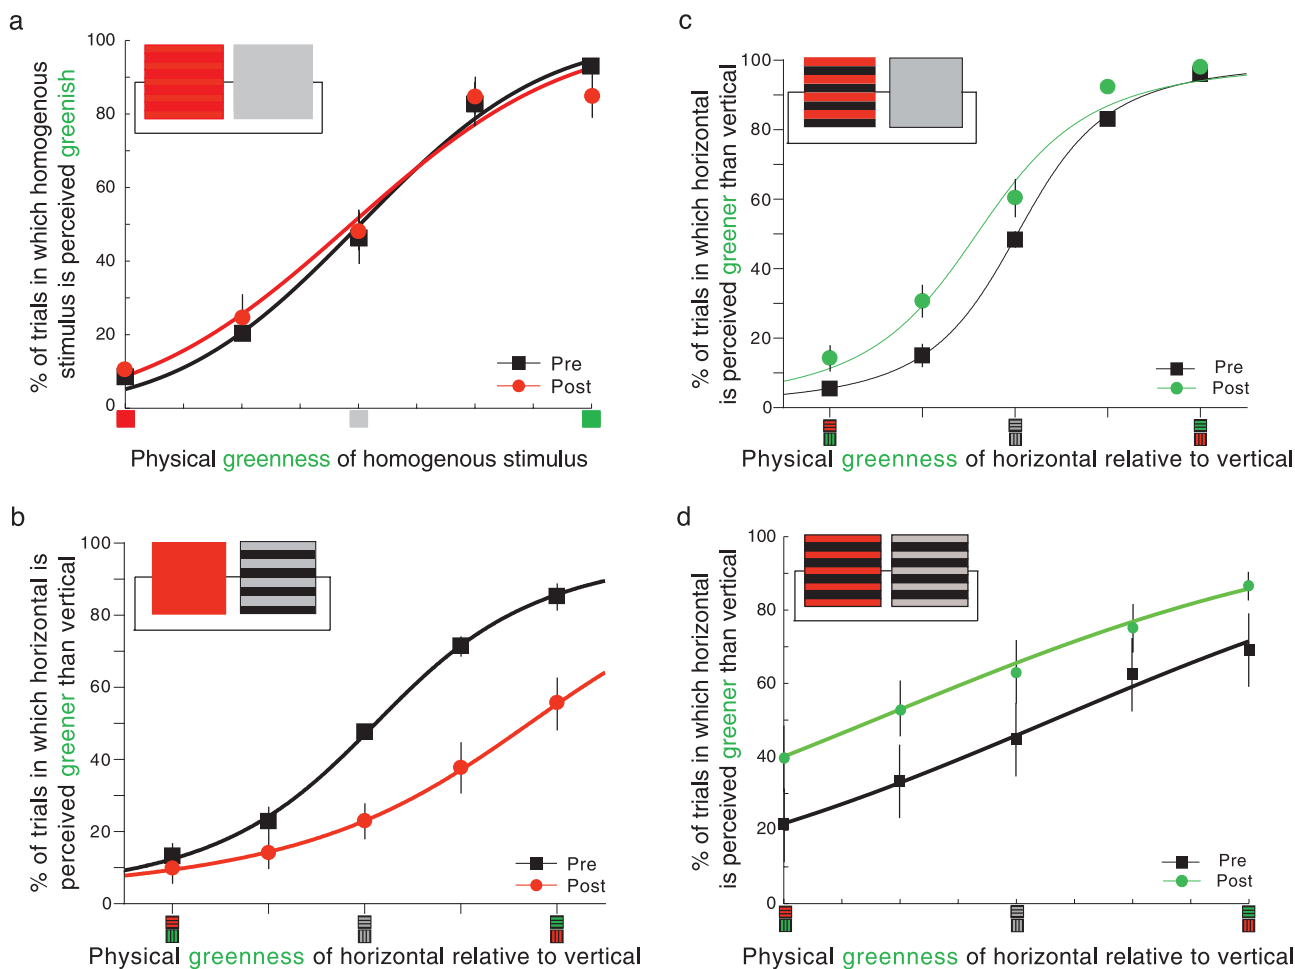 a
% of trials in which homogenous
stimulus is perceived greenish
100
80
60
40
20
0
Pre
Post
Physical greenness of homogenous stimulus
b
% of trials in which horizontal is
perceived greener than vertical
100
80
60
40
20
0
Pre
Post
Physical greenness of horizontal relative to vertical
c
% of trials in which horizontal
is perceived greener than vertical
100
80
60
40
20
0
Pre
Post
Physical greenness of horizontal relative to vertical
d
% of trials in which horizontal
is perceived greener than vertical
100
80
60
40
20
0
Pre
Post
Physical greenness of horizontal relative to vertical